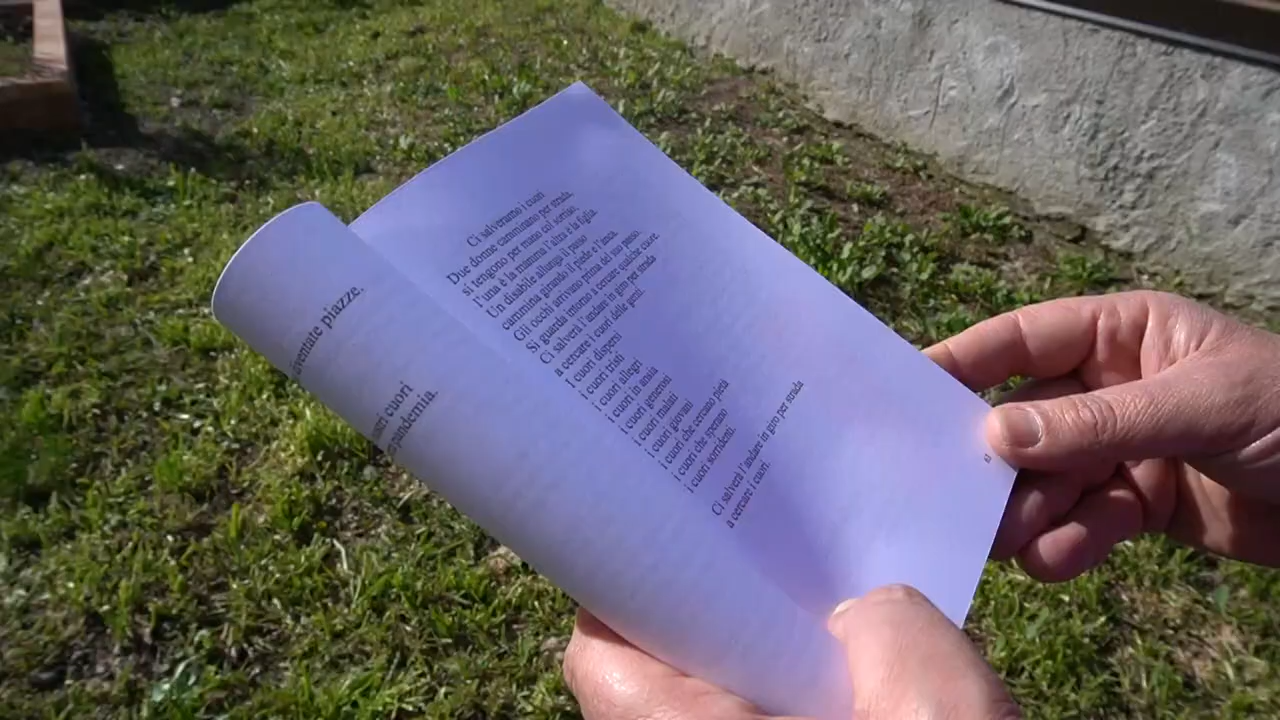 diventate piazze.
cuori
pandemia.
Ci salveranno i cuori
Due donne camminano per strada,
si tengono per mano col sorriso,
l'una è la mamma l'altra è la figlia.
Un disabile allunga il passo
cammina girando il piede e l'anca.
Gli occhi arrivano prima del suo passo.
Si guarda intorno a cercare qualche cuore.
Ci salverà l'andare in giro per strada
a cercare i cuori delle genti.
I cuori dispersi
i cuori tristi
i cuori allegri
i cuori in ansia
i cuori generosi
i cuori malati
i cuori giovani
i cuori che cercano pietà
i cuori che sperano
i cuori sorridenti.
Ci salverà l'andare in giro per strada
a cercare i cuori.